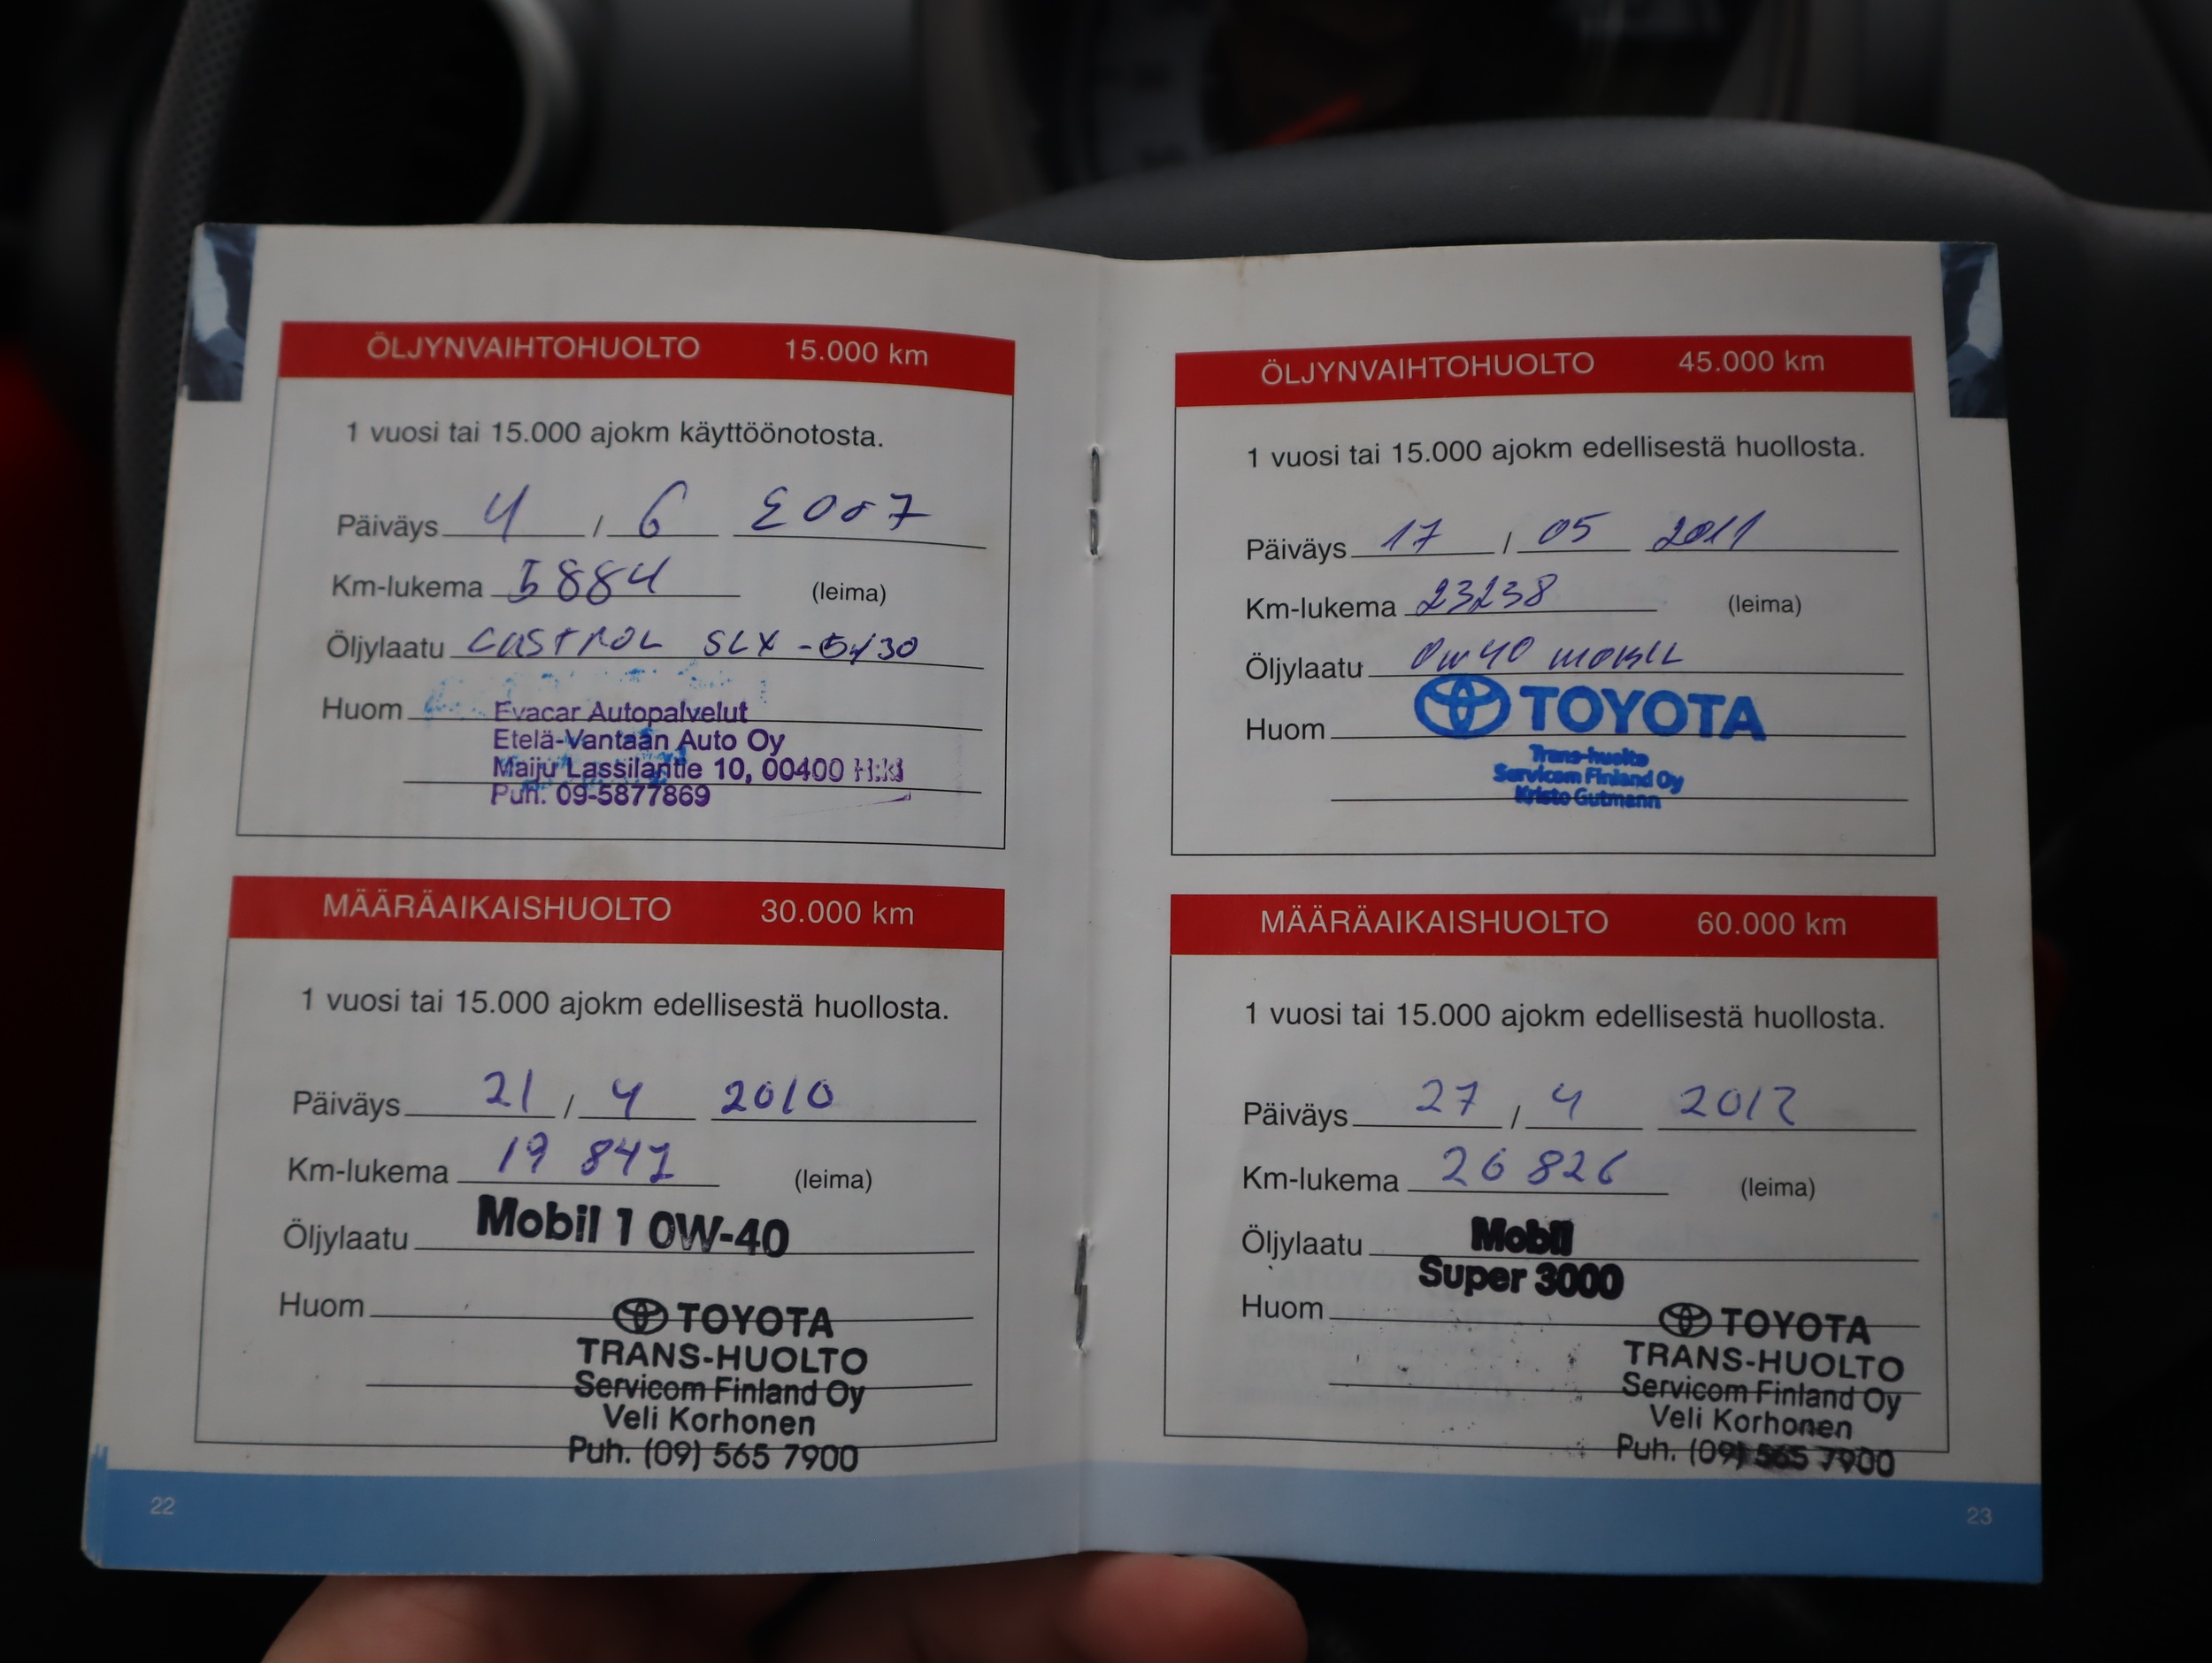 ÖLJYNVAIHTOHUOLTO 15.000 km
1 vuosi tai 15.000 ajokm käyttöönotosta.
Päiväys 4 / 6 2007
Km-lukema 5884 (leima)
Öljylaatu CASTROL SLX -5w30
Huom
Evacar Autopalvelut
Etelä-Vantaan Auto Oy
Maiju Lassilantie 10, 00400 H:ki
Puh. 09-5877869
MÄÄRÄAIKAISHUOLTO 30.000 km
1 vuosi tai 15.000 ajokm edellisestä huollosta.
Päiväys 21 / 4 2010
Km-lukema 19 841 (leima)
Öljylaatu Mobil 1 0W-40
Huom TOYOTA
TRANS-HUOLTO
Servicom Finland Oy
Veli Korhonen
Puh. (09) 565 7900
22
ÖLJYNVAIHTOHUOLTO 45.000 km
1 vuosi tai 15.000 ajokm edellisestä huollosta.
Päiväys 17 / 05 2011
Km-lukema 23238 (leima)
Öljylaatu 0w40 MOBIL
Huom TOYOTA
Trans-huolto
Servicom Finland Oy
Kristo Gutmann
MÄÄRÄAIKAISHUOLTO 60.000 km
1 vuosi tai 15.000 ajokm edellisestä huollosta.
Päiväys 27 / 4 2012
Km-lukema 26 826 (leima)
Öljylaatu Mobil
Super 3000
Huom TOYOTA
TRANS-HUOLTO
Servicom Finland Oy
Veli Korhonen
Puh. (09) 565 7900
23